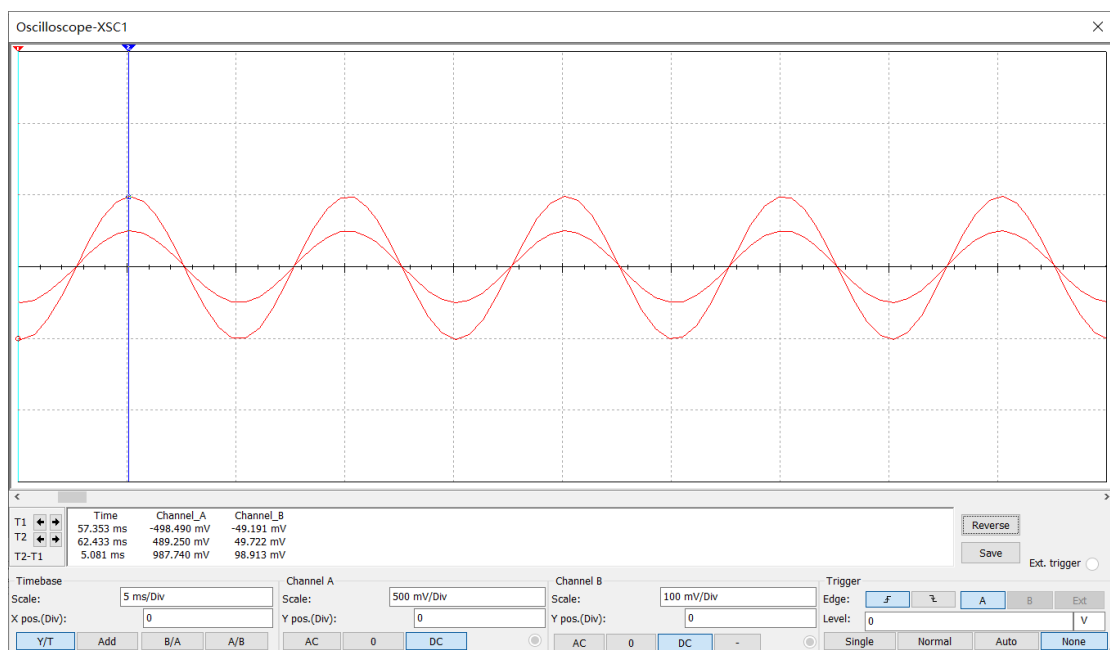 Oscilloscope-XSC1
1
2
Time Channel_A Channel_B
T1 57.353 ms -498.490 mV -49.191 mV
T2 62.433 ms 489.250 mV 49.722 mV
T2-T1 5.081 ms 987.740 mV 98.913 mV
Reverse
Save
Ext. trigger
Timebase
Scale: 5 ms/Div
X pos.(Div): 0
Y/T Add B/A A/B
Channel A
Scale: 500 mV/Div
Y pos.(Div): 0
AC 0 DC
Channel B
Scale: 100 mV/Div
Y pos.(Div): 0
AC 0 DC -
Trigger
Edge: A B Ext
Level: 0 V
Single Normal Auto None